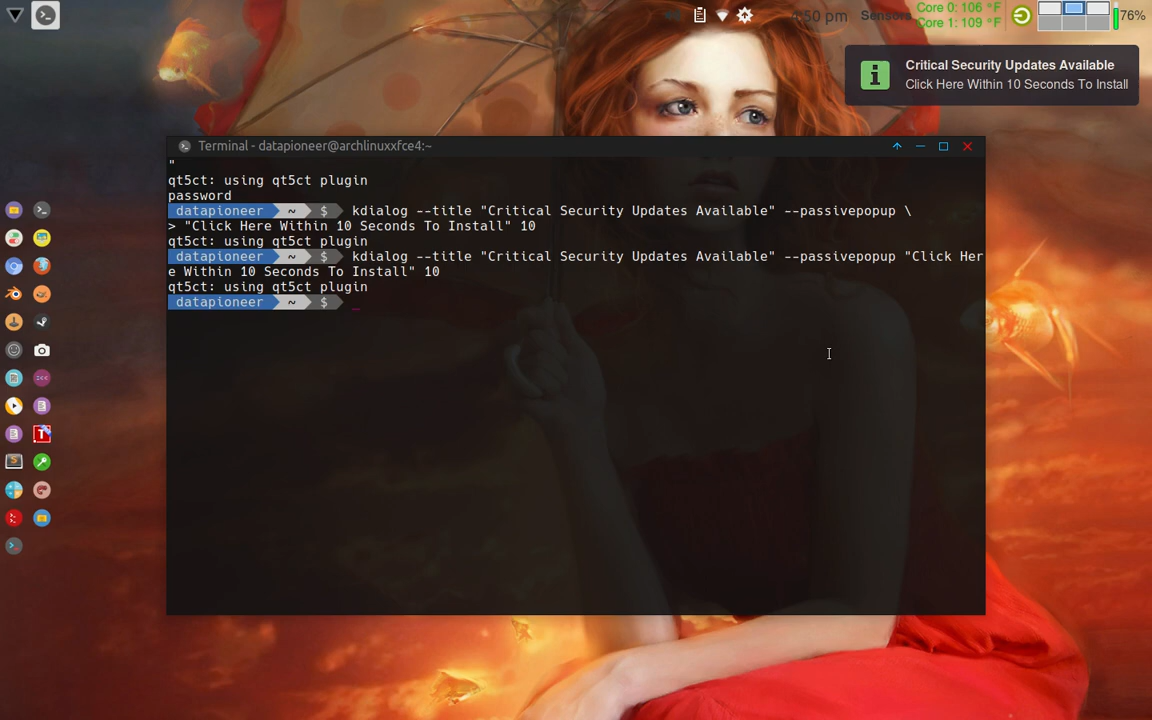 :50 pm
Sensors
Core 0: 106 °F
Core 1: 109 °F
76%
Critical Security Updates Available
Click Here Within 10 Seconds To Install
Terminal - datapioneer@archlinuxxfce4:~
"
qt5ct: using qt5ct plugin
password
datapioneer ~ $ kdialog --title "Critical Security Updates Available" --passivepopup \
> "Click Here Within 10 Seconds To Install" 10
qt5ct: using qt5ct plugin
datapioneer ~ $ kdialog --title "Critical Security Updates Available" --passivepopup "Click Her
e Within 10 Seconds To Install" 10
qt5ct: using qt5ct plugin
datapioneer ~ $ _